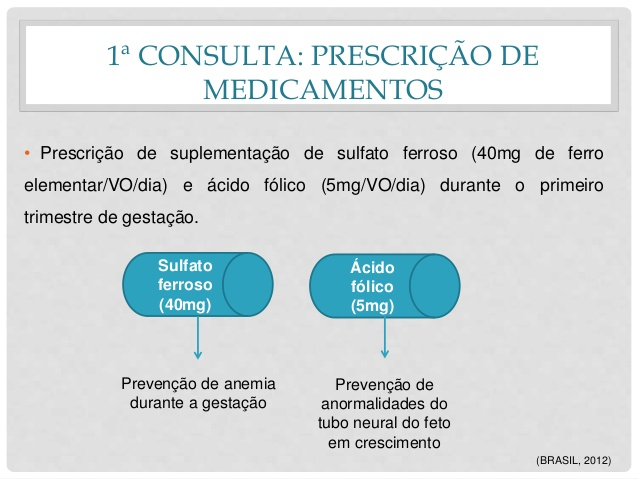 1ª CONSULTA: PRESCRIÇÃO DE
MEDICAMENTOS
• Prescrição de suplementação de sulfato ferroso (40mg de ferro
elementar/VO/dia) e ácido fólico (5mg/VO/dia) durante o primeiro
trimestre de gestação.
Sulfato
ferroso
(40mg)
Ácido
fólico
(5mg)
Prevenção de anemia
durante a gestação
Prevenção de
anormalidades do
tubo neural do feto
em crescimento
(BRASIL, 2012)